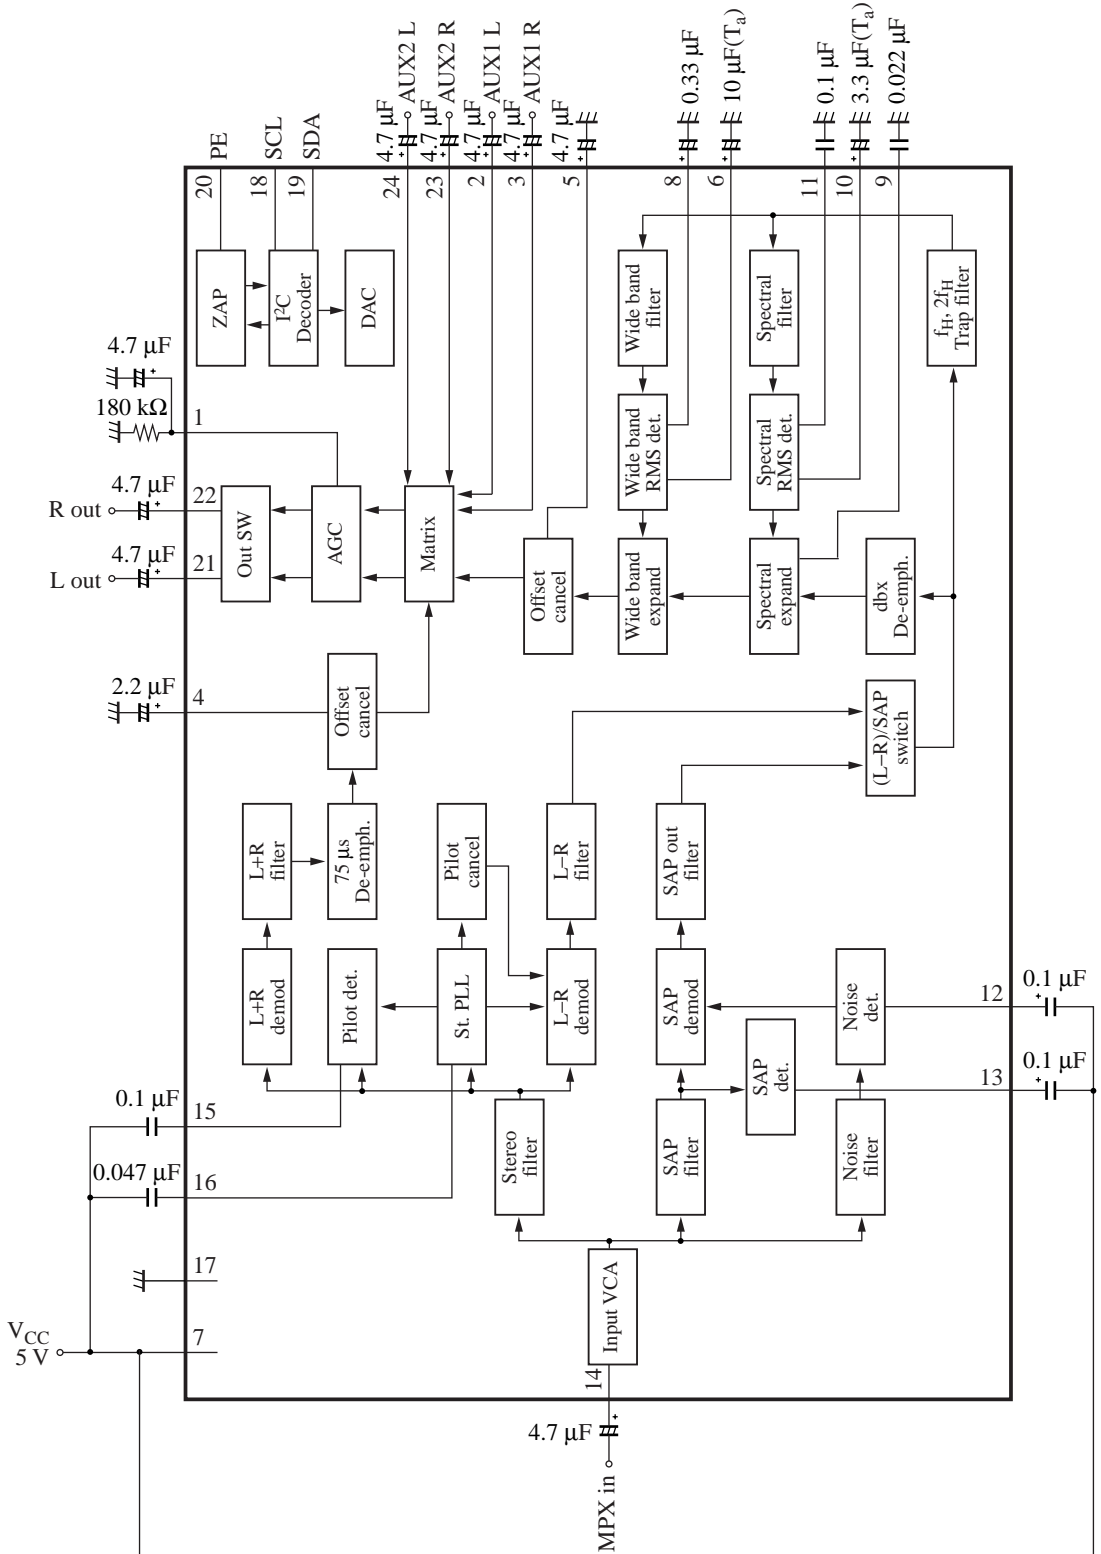 PE
SCL
SDA
20
18
19
4.7 µF
AUX2 L
4.7 µF
AUX2 R
4.7 µF
AUX1 L
4.7 µF
AUX1 R
4.7 µF
24
23
2
3
5
0.33 µF
10 µF(Ta)
0.1 µF
3.3 µF(Ta)
0.022 µF
8
6
11
10
9
ZAP
I2C
Decoder
DAC
Wide band
filter
Spectral
filter
fH, 2fH
Trap filter
4.7 µF
180 kΩ
1
Wide band
RMS det.
Spectral
RMS det.
R out
4.7 µF
22
L out
4.7 µF
21
Out SW
AGC
Matrix
Offset
cancel
Wide band
expand
Spectral
expand
dbx
De-emph.
2.2 µF
4
Offset
cancel
(L−R)/SAP
switch
L+R
filter
75 µs
De-emph.
Pilot
cancel
L−R
filter
SAP out
filter
L+R
demod
Pilot det.
St. PLL
L−R
demod
SAP
demod
Noise
det.
12
0.1 µF
SAP
det.
13
0.1 µF
0.1 µF
15
0.047 µF
16
Stereo
filter
SAP
filter
Noise
filter
17
Input VCA
VCC
5 V
7
14
4.7 µF
MPX in